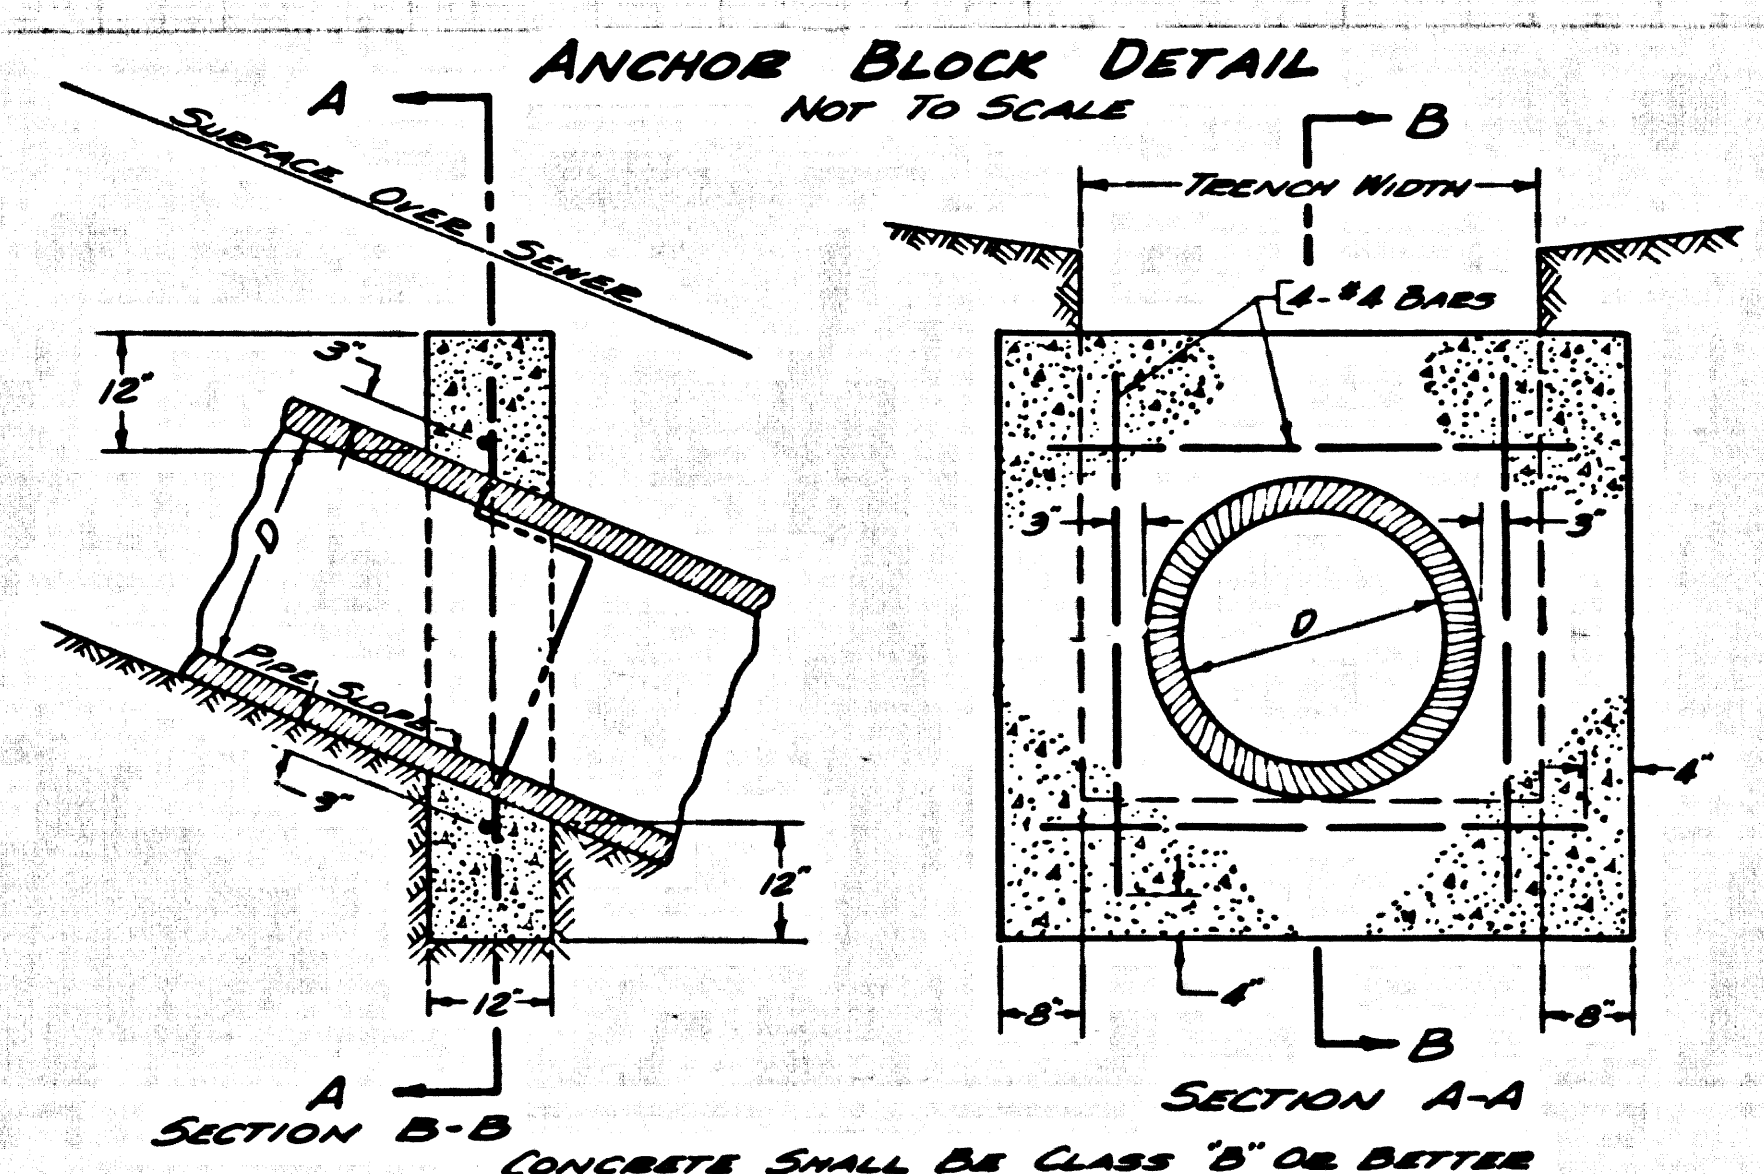 ANCHOR BLOCK DETAIL
NOT TO SCALE
A
SURFACE OVER SEWER
12"
3"
D
PIPE SLOPE
3"
12"
12"
A
SECTION B-B
B
TRENCH WIDTH
4-#4 BARS
3"
3"
D
4"
4"
8"
8"
B
SECTION A-A
CONCRETE SHALL BE CLASS "B" OR BETTER